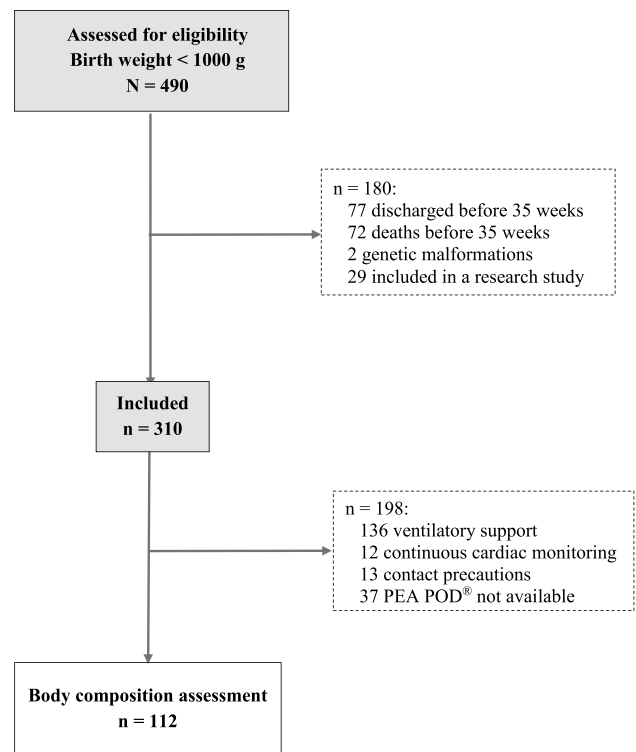 Assessed for eligibility
Birth weight < 1000 g
N = 490
n = 180:
77 discharged before 35 weeks
72 deaths before 35 weeks
2 genetic malformations
29 included in a research study
Included
n = 310
n = 198:
136 ventilatory support
12 continuous cardiac monitoring
13 contact precautions
37 PEA POD® not available
Body composition assessment
n = 112